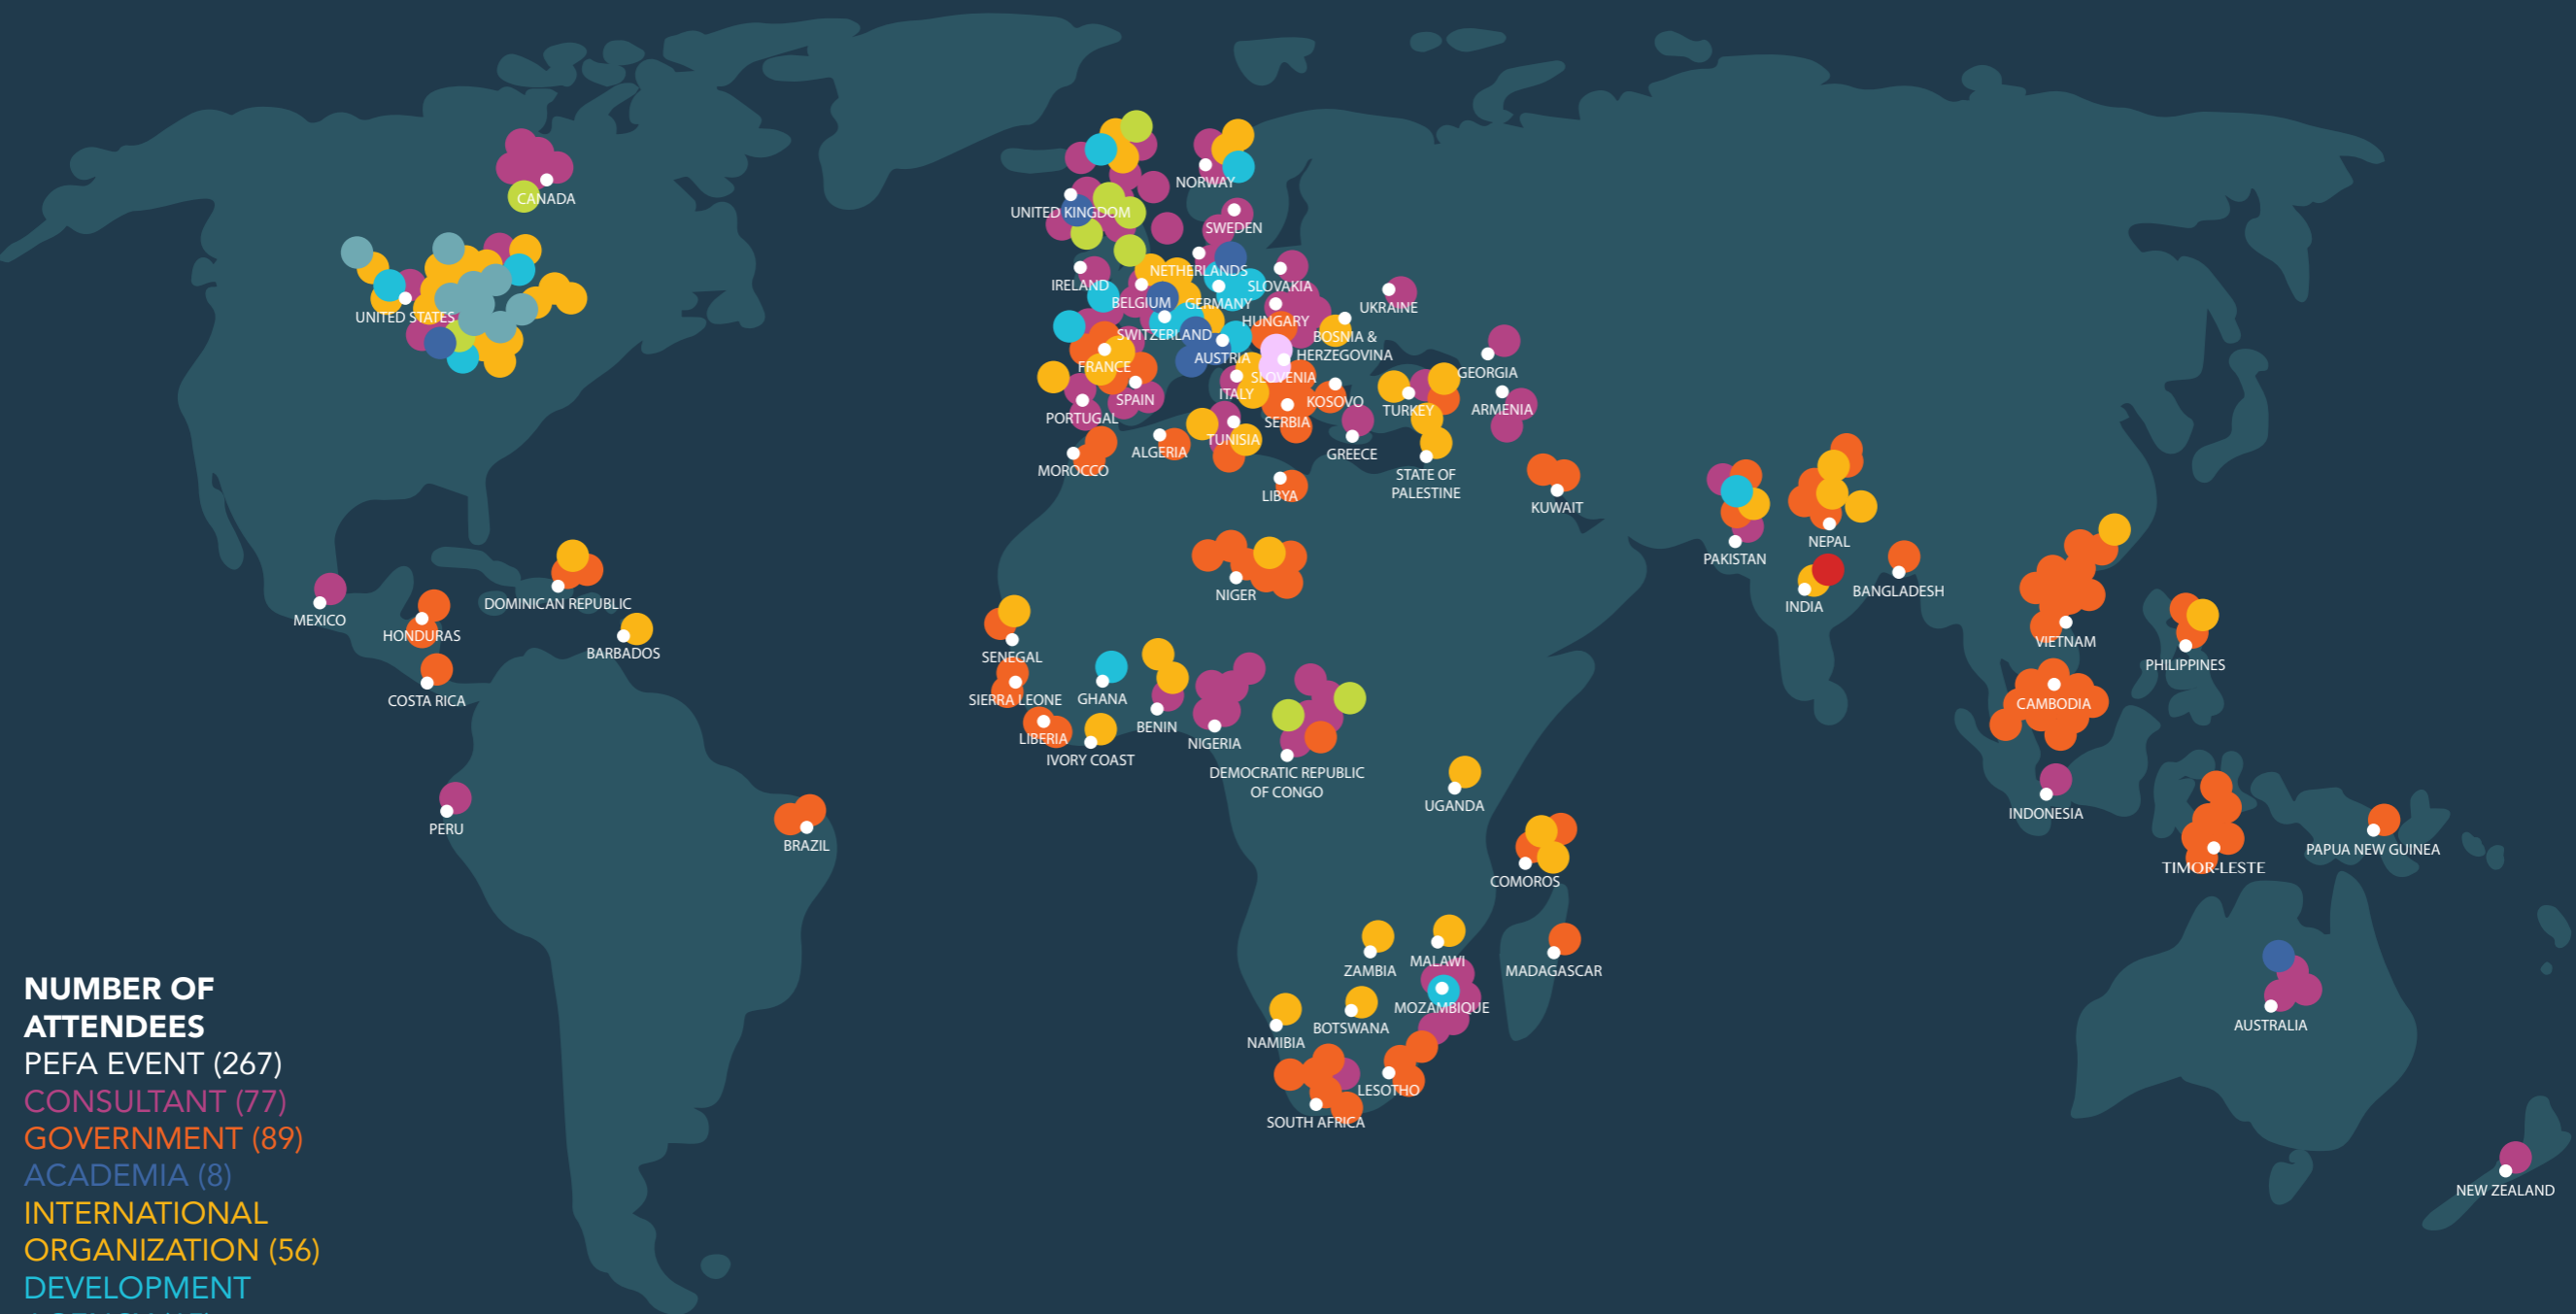 CANADA
UNITED STATES
NORWAY
UNITED KINGDOM
SWEDEN
NETHERLANDS
IRELAND
SLOVAKIA
BELGIUM
GERMANY
UKRAINE
HUNGARY
SWITZERLAND
BOSNIA &
HERZEGOVINA
AUSTRIA
FRANCE
SLOVENIA
GEORGIA
ITALY
SPAIN
KOSOVO
TURKEY
ARMENIA
PORTUGAL
SERBIA
TUNISIA
ALGERIA
GREECE
MOROCCO
STATE OF
PALESTINE
LIBYA
KUWAIT
NEPAL
PAKISTAN
BANGLADESH
INDIA
NIGER
DOMINICAN REPUBLIC
MEXICO
HONDURAS
BARBADOS
COSTA RICA
VIETNAM
PHILIPPINES
SENEGAL
SIERRA LEONE
GHANA
CAMBODIA
BENIN
LIBERIA
NIGERIA
IVORY COAST
DEMOCRATIC REPUBLIC
OF CONGO
UGANDA
INDONESIA
PERU
BRAZIL
PAPUA NEW GUINEA
TIMOR-LESTE
COMOROS
ZAMBIA
MALAWI
MADAGASCAR
MOZAMBIQUE
BOTSWANA
NAMIBIA
AUSTRALIA
LESOTHO
SOUTH AFRICA
NEW ZEALAND
NUMBER OF
ATTENDEES
PEFA EVENT (267)
CONSULTANT (77)
GOVERNMENT (89)
ACADEMIA (8)
INTERNATIONAL
ORGANIZATION (56)
DEVELOPMENT